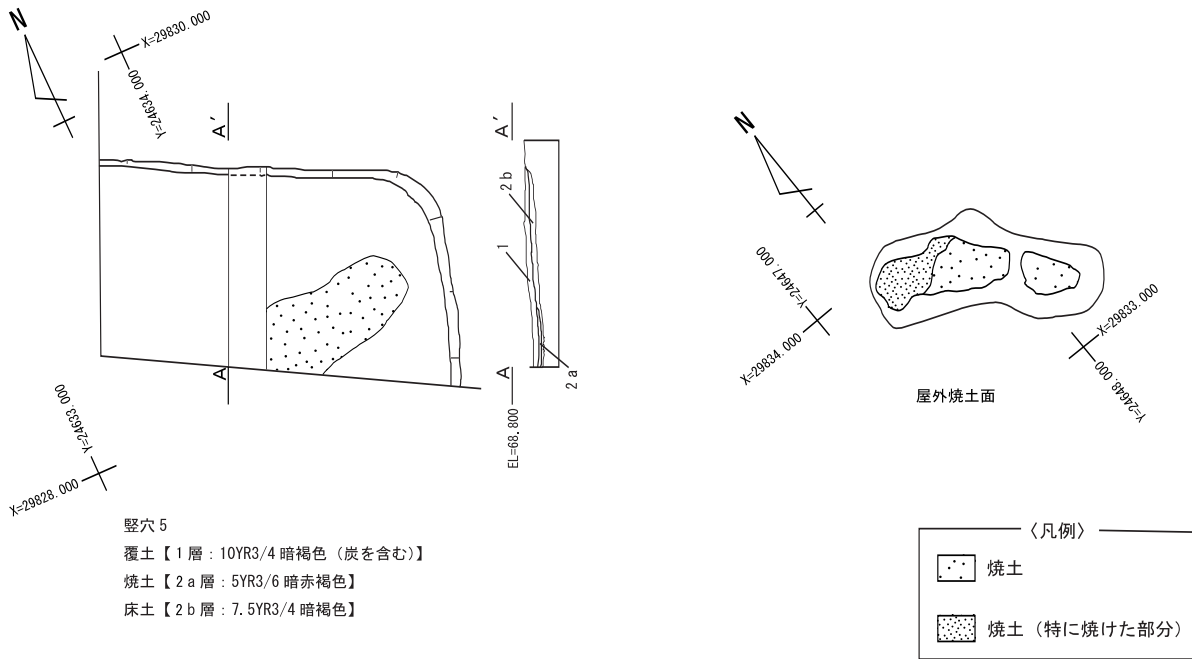 N
X=29830.000
Y=24634.000
A′
A′
2b
1
A
A
2a
EL=68.800
Y=24633.000
X=29828.000
竪穴5
覆土【1層：10YR3/4 暗褐色（炭を含む）】
焼土【2a層：5YR3/6 暗赤褐色】
床土【2b層：7.5YR3/4 暗褐色】
N
Y=24647.000
X=29834.000
X=29833.000
Y=24648.000
屋外焼土面
〈凡例〉
焼土
焼土（特に焼けた部分）